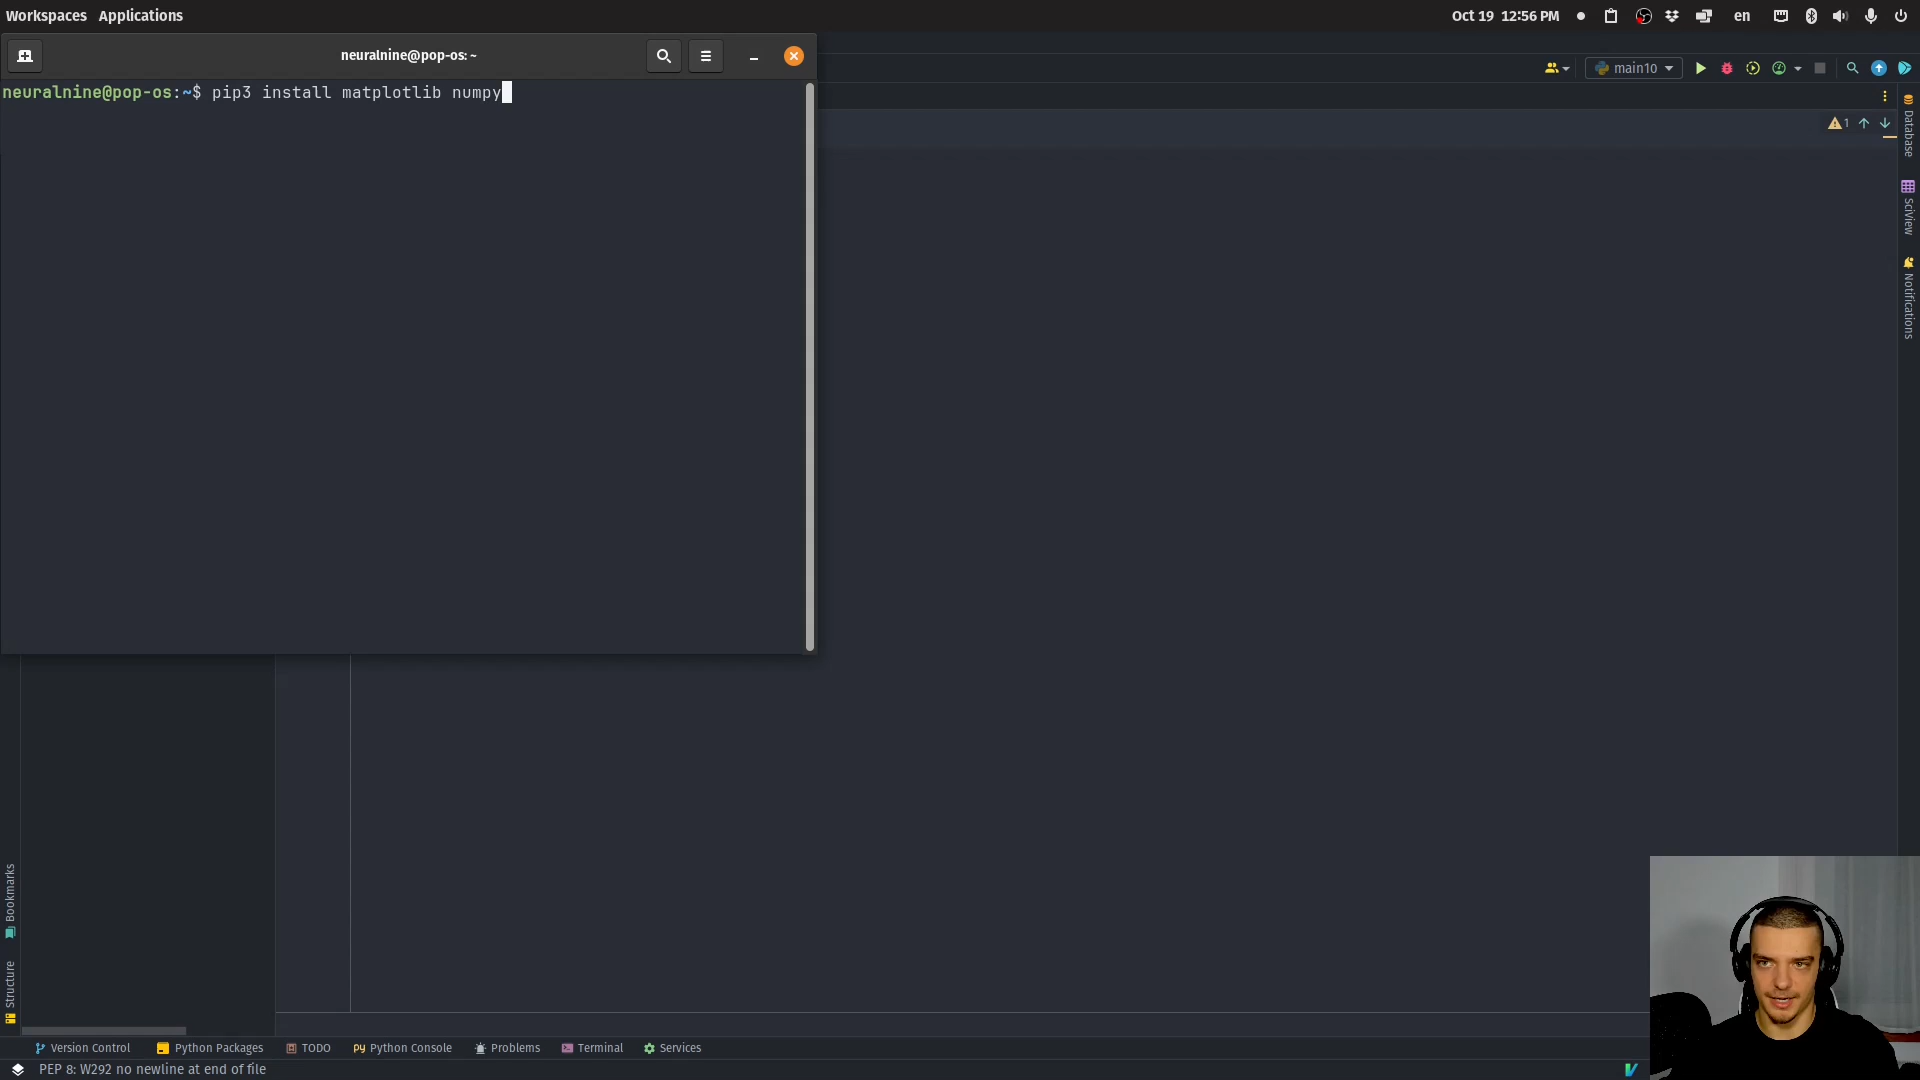 Workspaces Applications
Oct 19 12:56 PM
en
neuralnine@pop-os: ~
main10
neuralnine@pop-os:~$ pip3 install matplotlib numpy
1
Database
SciView
Notifications
Bookmarks
Structure
Version Control Python Packages TODO Python Console Problems Terminal Services
PEP 8: W292 no newline at end of file